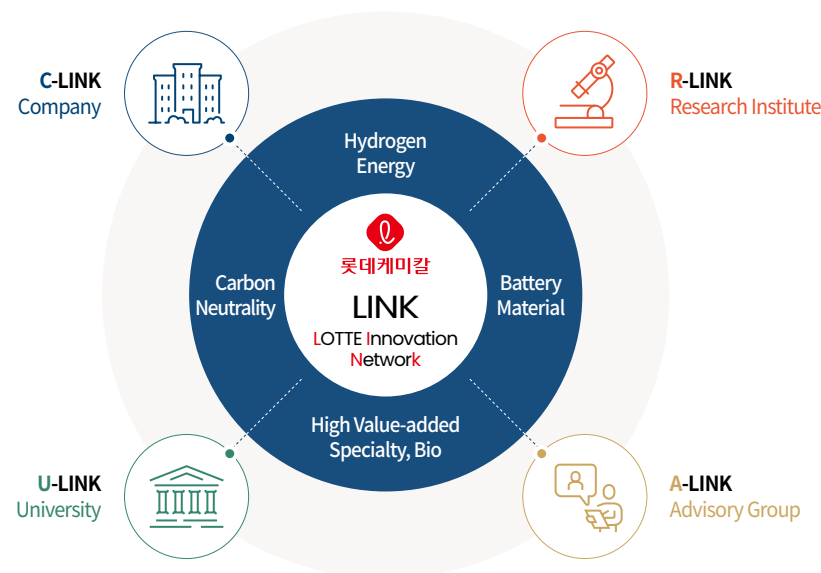 C-LINK
Company
R-LINK
Research Institute
Hydrogen
Energy
Carbon
Neutrality
롯데케미칼
LINK
LOTTE Innovation
Network
Battery
Material
High Value-added
Specialty, Bio
U-LINK
University
A-LINK
Advisory Group